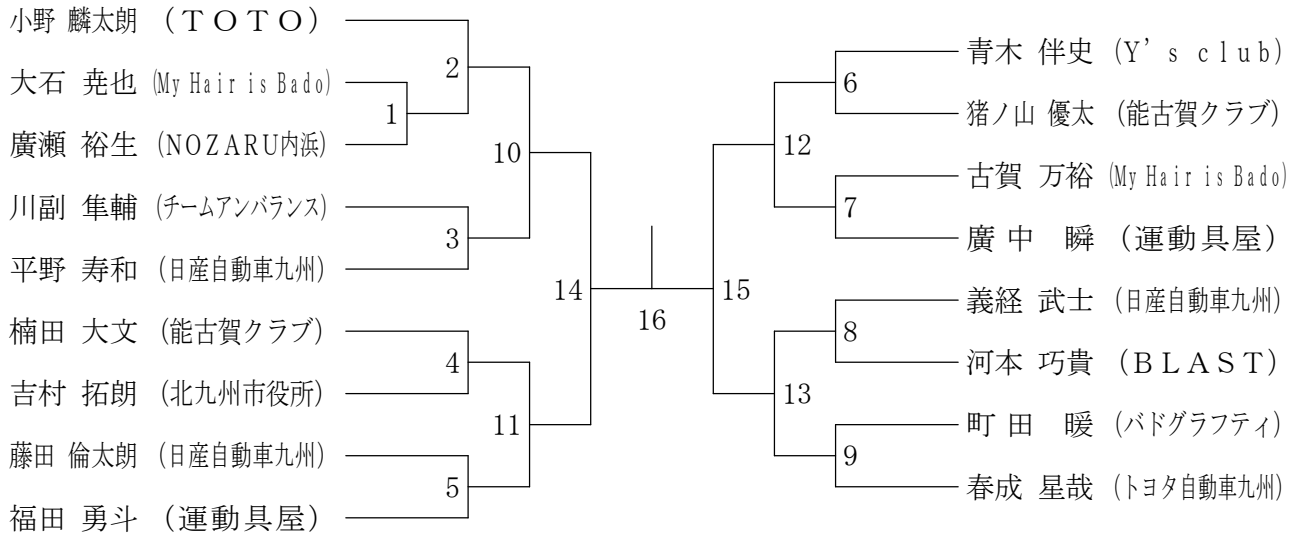 小野 麟太朗 (ＴＯＴＯ)
大石 尭也 (My Hair is Bado)
廣瀬 裕生 (NOZARU内浜)
川副 隼輔 (チームアンバランス)
平野 寿和 (日産自動車九州)
楠田 大文 (能古賀クラブ)
吉村 拓朗 (北九州市役所)
藤田 倫太朗 (日産自動車九州)
福田 勇斗 (運動具屋)
1
2
3
4
5
10
11
14
16
15
12
13
6
7
8
9
青木 伴史 (Y’s club)
猪ノ山 優太 (能古賀クラブ)
古賀 万裕 (My Hair is Bado)
廣中 瞬 (運動具屋)
義経 武士 (日産自動車九州)
河本 巧貴 (ＢＬＡＳＴ)
町田 暖 (バドグラフティ)
春成 星哉 (トヨタ自動車九州)